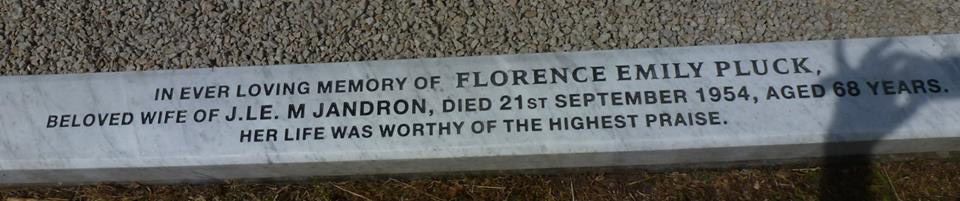 IN EVER LOVING MEMORY OF FLORENCE EMILY PLUCK,
BELOVED WIFE OF J.LE. M JANDRON, DIED 21ST SEPTEMBER 1954, AGED 68 YEARS.
HER LIFE WAS WORTHY OF THE HIGHEST PRAISE.